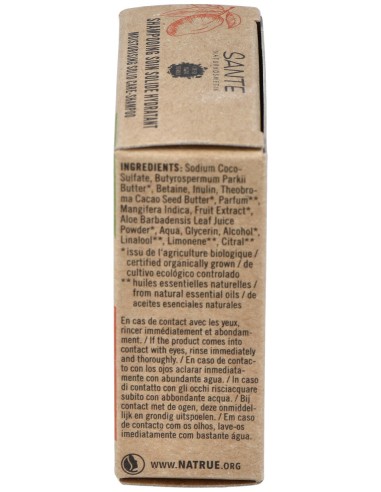 SHAMPOOING SOIN SOLIDE HYDRATANT
MOISTURISING SOLID CARE-SHAMPOO
SANTE
NATURKOSMETIK
INGREDIENTS: Sodium Coco-
Sulfate, Butyrospermum Parkii
Butter*, Betaine, Inulin, Theobro-
ma Cacao Seed Butter*, Parfum**,
Mangifera Indica, Fruit Extract*,
Aloe Barbadensis Leaf Juice
Powder*, Aqua, Glycerin, Alcohol*,
Linalool**, Limonene**, Citral**
* issu de l'agriculture biologique /
certified organically grown / de
cultivo ecológico controlado
** huiles essentielles naturelles /
from natural essential oils / de
aceites esenciales naturales
En cas de contact avec les yeux,
rincer immédiatement et abondam-
ment. / If the product comes into
contact with eyes, rinse immediately
and thoroughly. / En caso de contac-
to con los ojos aclarar inmediata-
mente con abundante agua. / In caso
di contatto con gli occhi risciacquare
subito con abbondante acqua. / Bij
contact met de ogen, deze onmiddel-
lijk en grondig uitspoelen. / Em caso
de contacto com os olhos, lave-os
imediatamente com bastante água.
WWW.NATRUE.ORG